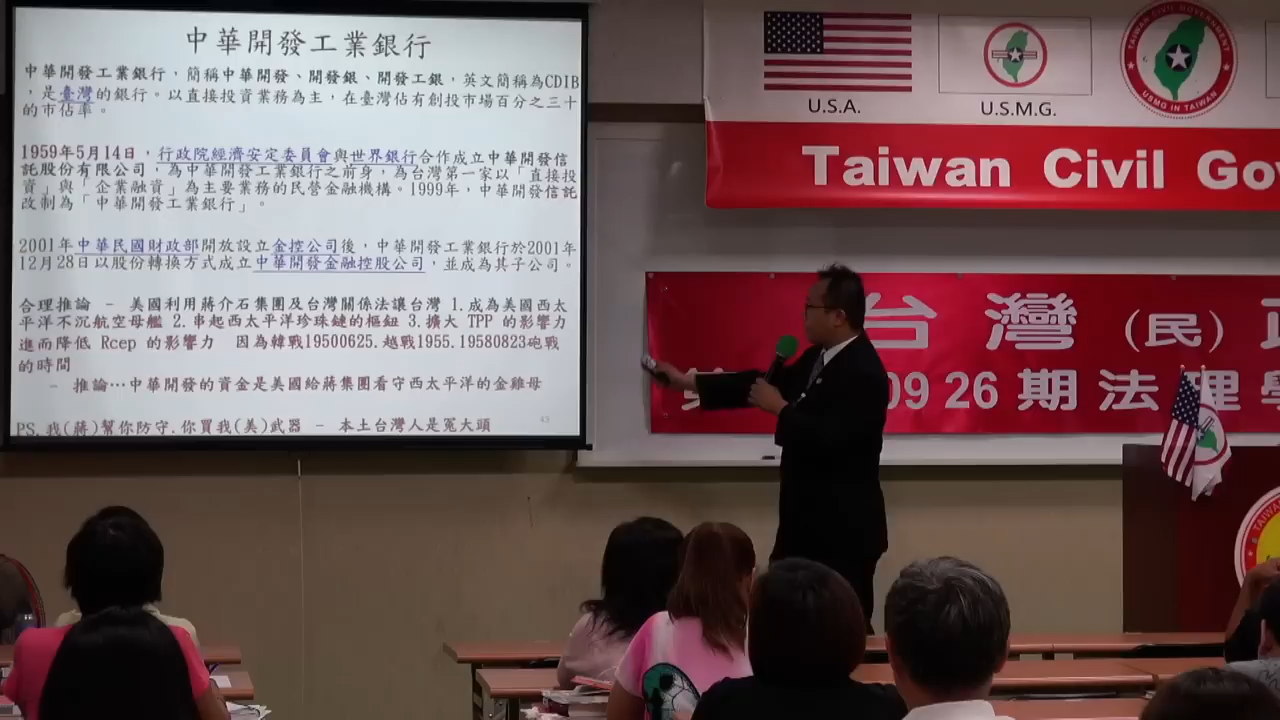 中華開發工業銀行
中華開發工業銀行，簡稱中華開發、開發銀、開發工銀，英文簡稱為CDIB
，是臺灣的銀行。以直接投資業務為主，在臺灣佔有創投市場百分之三十
的市佔率。
1959年5月14日，行政院經濟安定委員會與世界銀行合作成立中華開發信
託股份有限公司，為中華開發工業銀行之前身，為台灣第一家以「直接投
資」與「企業融資」為主要業務的民營金融機構。1999年，中華開發信託
改制為「中華開發工業銀行」。
2001年中華民國財政部開放設立金控公司後，中華開發工業銀行於2001年
12月28日以股份轉換方式成立中華開發金融控股公司，並成為其子公司。
合理推論 – 美國利用蔣介石集團及台灣關係法讓台灣 1.成為美國西太
平洋不沉航空母艦 2.串起西太平洋珍珠鏈的樞鈕 3.擴大 TPP 的影響力
進而降低 Rcep 的影響力 因為韓戰19500625.越戰1955.19580823砲戰
的時間
– 推論…中華開發的資金是美國給蔣集團看守西太平洋的金雞母
PS.我(蔣)幫你防守.你買我(美)武器 – 本土台灣人是冤大頭
43
U.S.A.
U.S.M.G.
TAIWAN CIVIL GOVERNMENT
USMG IN TAIWAN
Taiwan Civil Go
台灣（民）
09 26 期 法 理